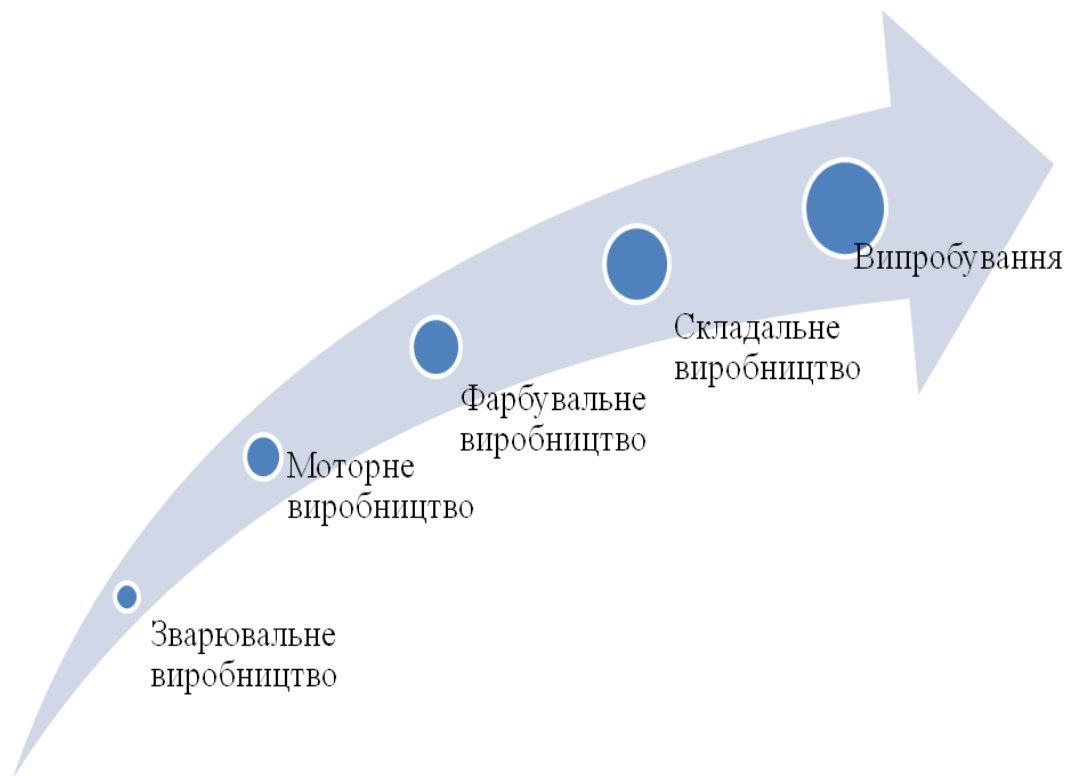 Випробування
Складальне
виробництво
Фарбувальне
виробництво
Моторне
виробництво
Зварювальне
виробництво